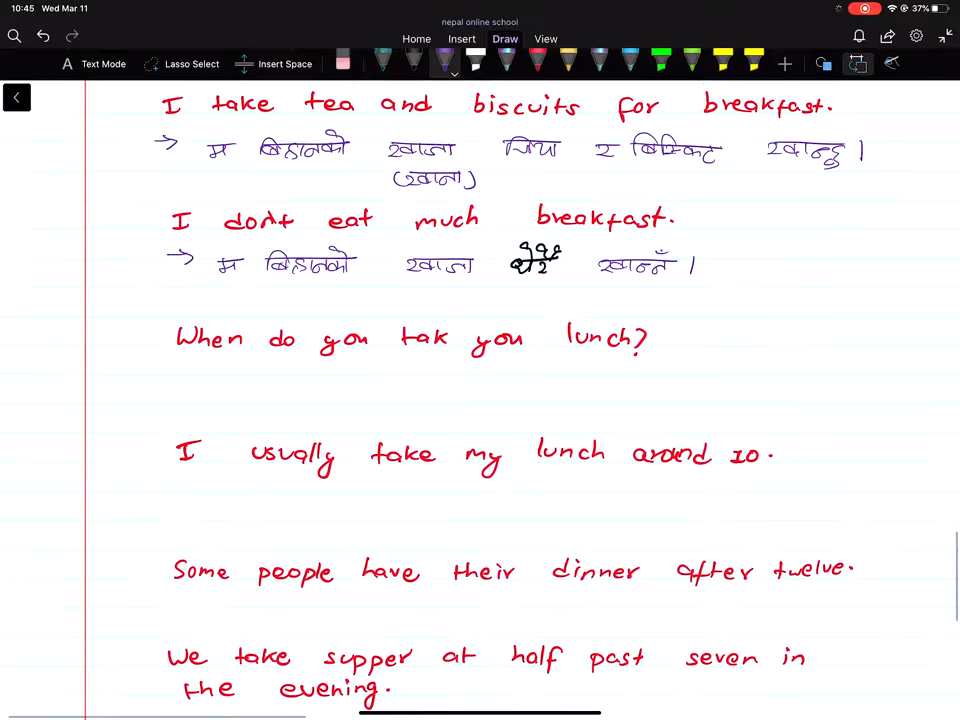 10:45 Wed Mar 11
37%
nepal online school
Home Insert Draw View
Text Mode Lasso Select Insert Space
I take tea and biscuits for breakfast.
→ म बिहानको खाजा चिया र बिस्किट खान्छु ।
(खाना)
I don't eat much breakfast.
→ म बिहानको खाजा खान्नँ ।
When do you tak you lunch?
I usually take my lunch around 10.
Some people have their dinner after twelve.
We take supper at half past seven in
the evening.